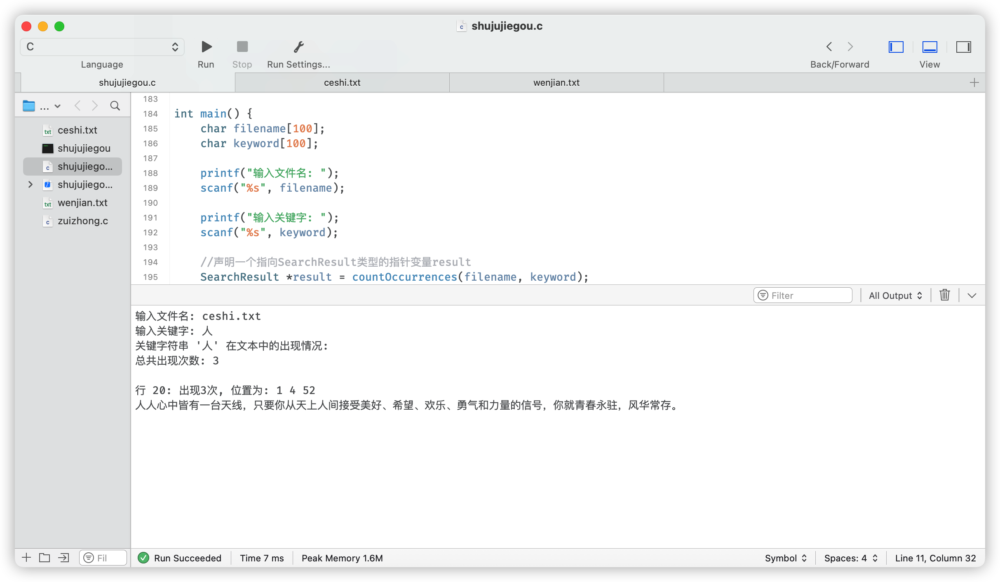 shujujiegou.c
C
Language
Run
Stop
Run Settings...
Back/Forward
View
shujujiegou.c
ceshi.txt
wenjian.txt
...
ceshi.txt
shujujiegou
shujujiego...
shujujiego...
wenjian.txt
zuizhong.c
183
184 int main() {
185 char filename[100];
186 char keyword[100];
187
188 printf("输入文件名: ");
189 scanf("%s", filename);
190
191 printf("输入关键字: ");
192 scanf("%s", keyword);
193
194 //声明一个指向SearchResult类型的指针变量result
195 SearchResult *result = countOccurrences(filename, keyword);
Filter
All Output
输入文件名: ceshi.txt
输入关键字: 人
关键字符串 '人' 在文本中的出现情况:
总共出现次数: 3
行 20: 出现3次, 位置为: 1 4 52
人人心中皆有一台天线，只要你从天上人间接受美好、希望、欢乐、勇气和力量的信号，你就青春永驻，风华常存。
Fil
Run Succeeded
Time 7 ms
Peak Memory 1.6M
Symbol
Spaces: 4
Line 11, Column 32